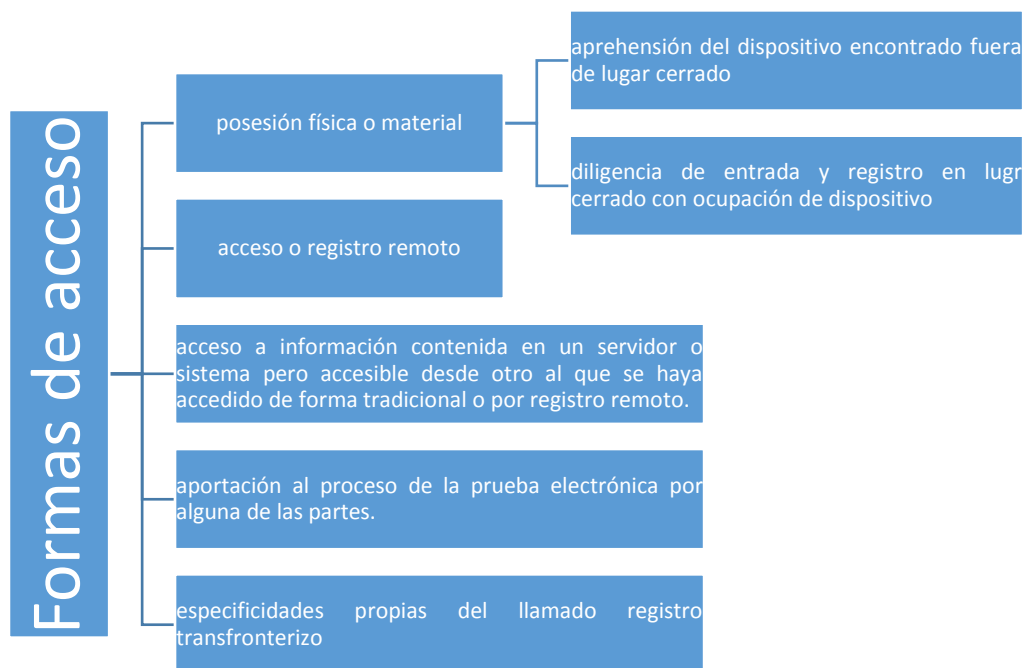 Formas de acceso
posesión física o material
aprehensión del dispositivo encontrado fuera
de lugar cerrado
diligencia de entrada y registro en lugr
cerrado con ocupación de dispositivo
acceso o registro remoto
acceso a información contenida en un servidor o
sistema pero accesible desde otro al que se haya
accedido de forma tradicional o por registro remoto.
aportación al proceso de la prueba electrónica por
alguna de las partes.
especificidades propias del llamado registro
transfronterizo